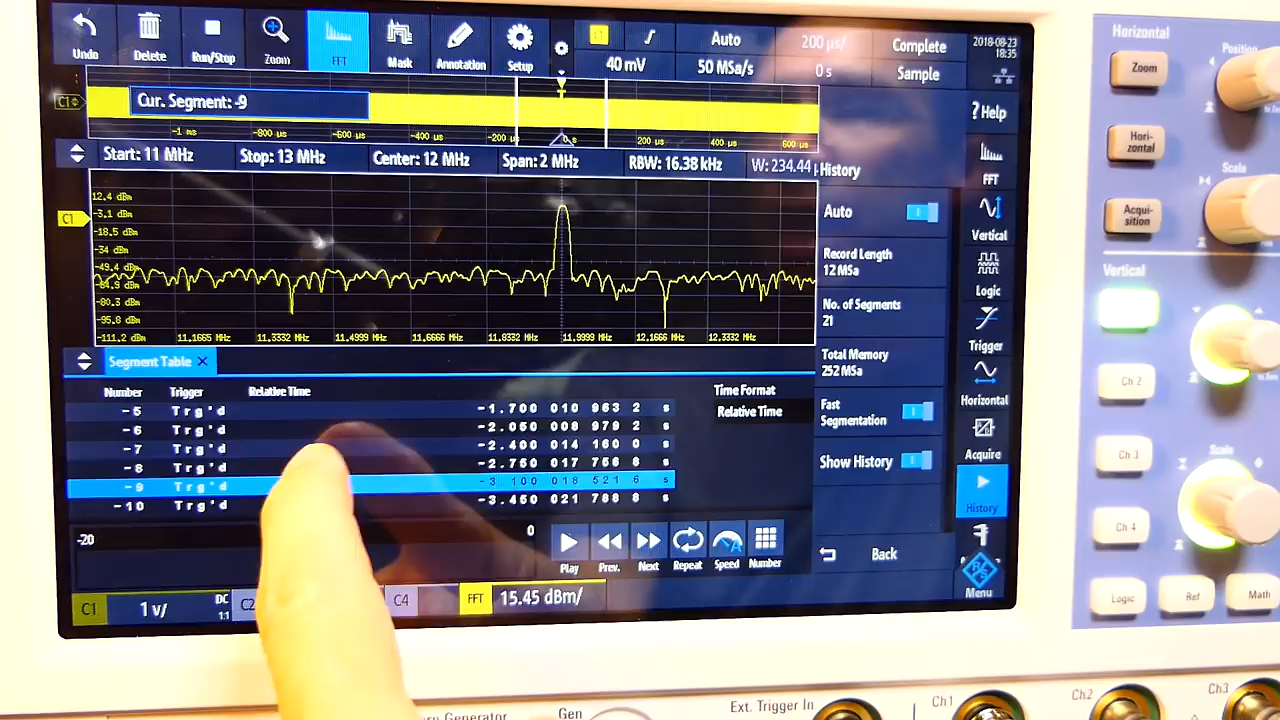 Undo Delete Run/Stop Zoom FFT Mask Annotation Setup
C1 Auto 200 µs/ Complete 2018-08-23
40 mV 50 MSa/s 0 s Sample 18:35
C1 Cur. Segment: -9
-1 ms -800 µs -600 µs -400 µs -200 µs 0 s 200 µs 400 µs 600 µs
Start: 11 MHz Stop: 13 MHz Center: 12 MHz Span: 2 MHz RBW: 16.38 kHz W: 234.44
12.4 dBm
C1 -3.1 dBm
-18.5 dBm
-34 dBm
-49.4 dBm
-64.9 dBm
-80.3 dBm
-95.8 dBm
-111.2 dBm 11.1665 MHz 11.3332 MHz 11.4999 MHz 11.6666 MHz 11.8332 MHz 11.9999 MHz 12.1666 MHz 12.3332 MHz
Segment Table
Number Trigger Relative Time
-5 Trg'd -1.700 010 963 2 s
-6 Trg'd -2.050 008 979 2 s
-7 Trg'd -2.400 014 160 0 s
-8 Trg'd -2.750 017 756 8 s
-9 Trg'd -3 100 018 521 6 s
-10 Trg'd -3.450 021 788 8 s
Time Format
Relative Time
-20 0
Play Prev. Next Repeat Speed Number
C1 1 V/ DC 1:1 C2 C4 FFT 15.45 dBm/
History
Auto
Record Length
12 MSa
No. of Segments
21
Total Memory
252 MSa
Fast
Segmentation
Show History
Back
? Help
FFT
Vertical
Logic
Trigger
Horizontal
Acquire
History
Menu
Horizontal
Zoom
Position
Hori-
zontal
Scale
Acqui-
sition
Vertical
Ch 2
Ch 3
Scale
Ch 4
Logic Ref Math
Generator Gen Ext. Trigger In Ch1 Ch2 Ch3